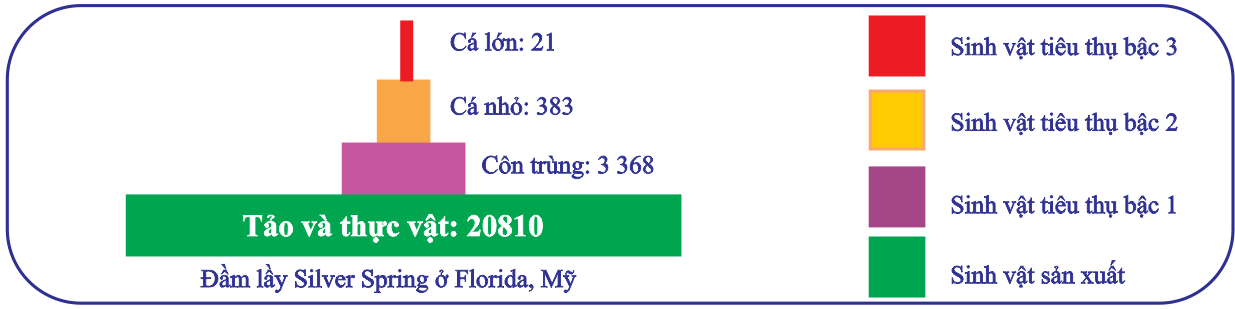 Cá lớn: 21
Cá nhỏ: 383
Côn trùng: 3 368
Tảo và thực vật: 20810
Đầm lầy Silver Spring ở Florida, Mỹ
Sinh vật tiêu thụ bậc 3
Sinh vật tiêu thụ bậc 2
Sinh vật tiêu thụ bậc 1
Sinh vật sản xuất